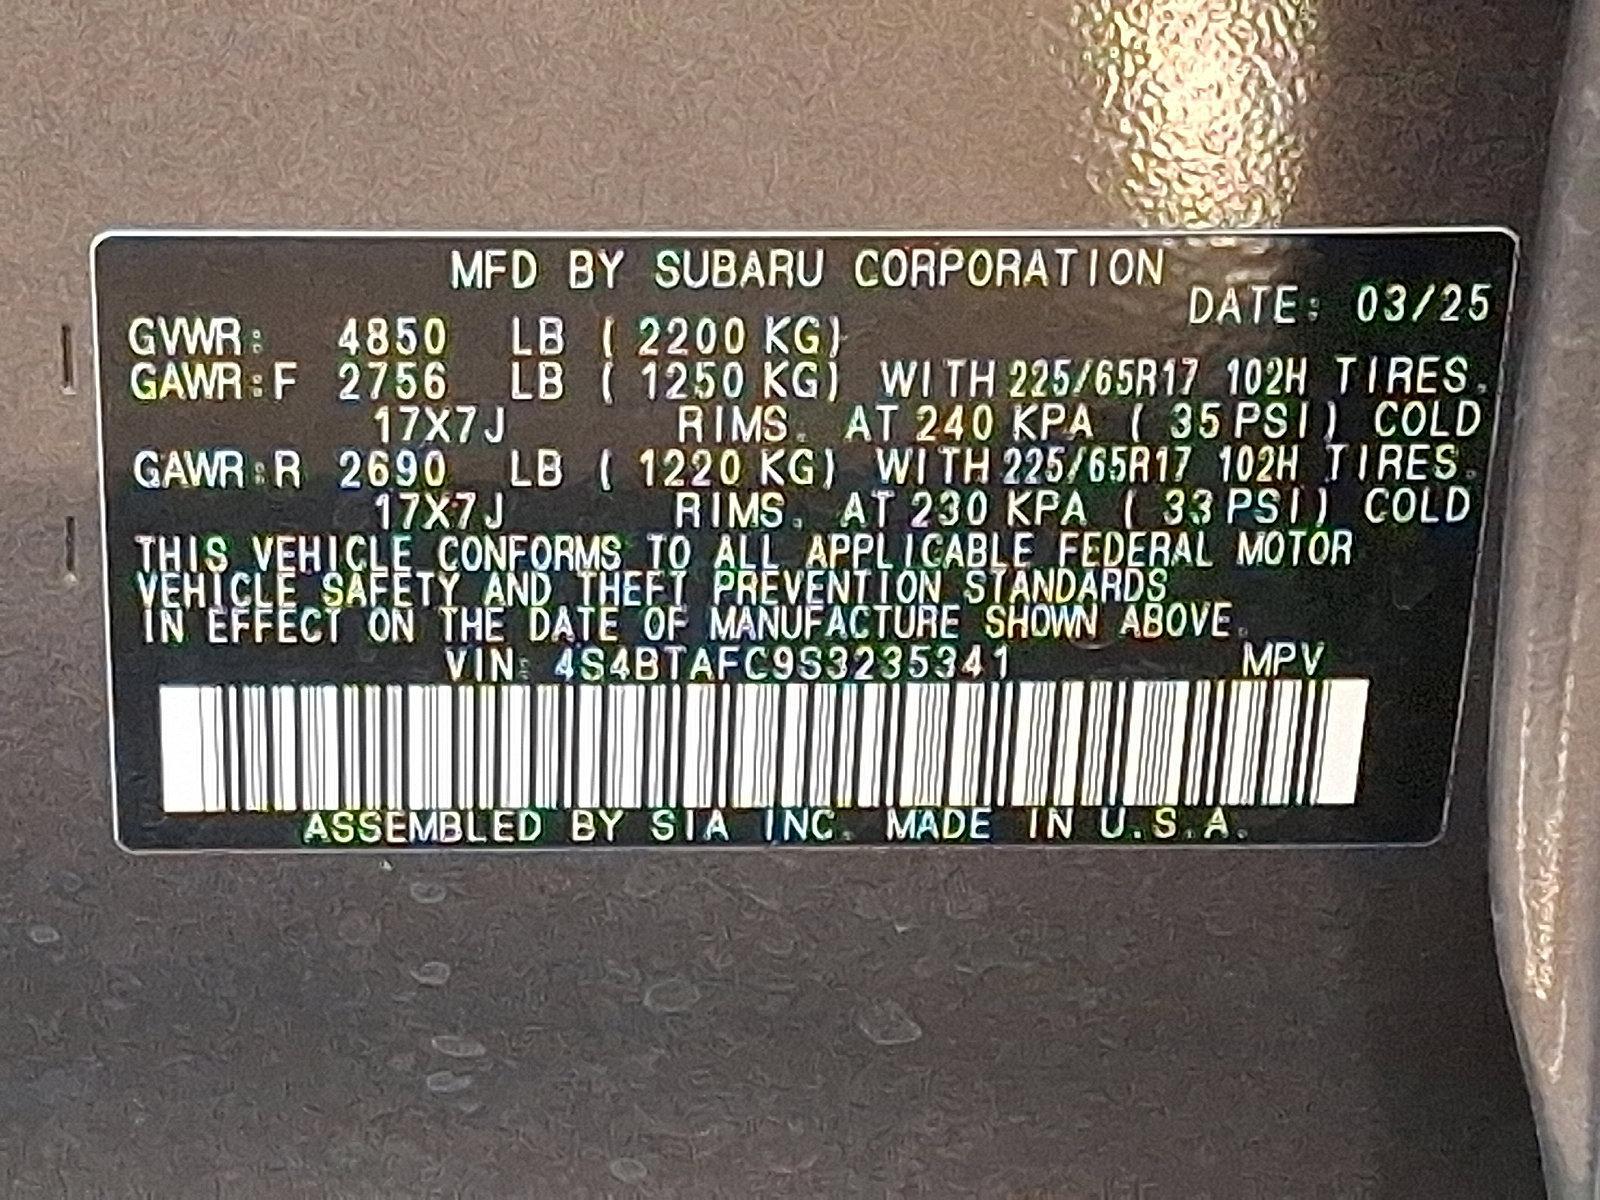 MFD BY SUBARU CORPORATION
DATE: 03/25
GVWR: 4850 LB ( 2200 KG)
GAWR:F 2756 LB ( 1250 KG) WITH 225/65R17 102H TIRES.
17X7J RIMS. AT 240 KPA ( 35 PSI) COLD
GAWR:R 2690 LB ( 1220 KG) WITH 225/65R17 102H TIRES.
17X7J RIMS. AT 230 KPA ( 33 PSI) COLD
THIS VEHICLE CONFORMS TO ALL APPLICABLE FEDERAL MOTOR
VEHICLE SAFETY AND THEFT PREVENTION STANDARDS
IN EFFECT ON THE DATE OF MANUFACTURE SHOWN ABOVE.
VIN: 4S4BTAFC9S3235341 MPV
ASSEMBLED BY SIA INC. MADE IN U.S.A.